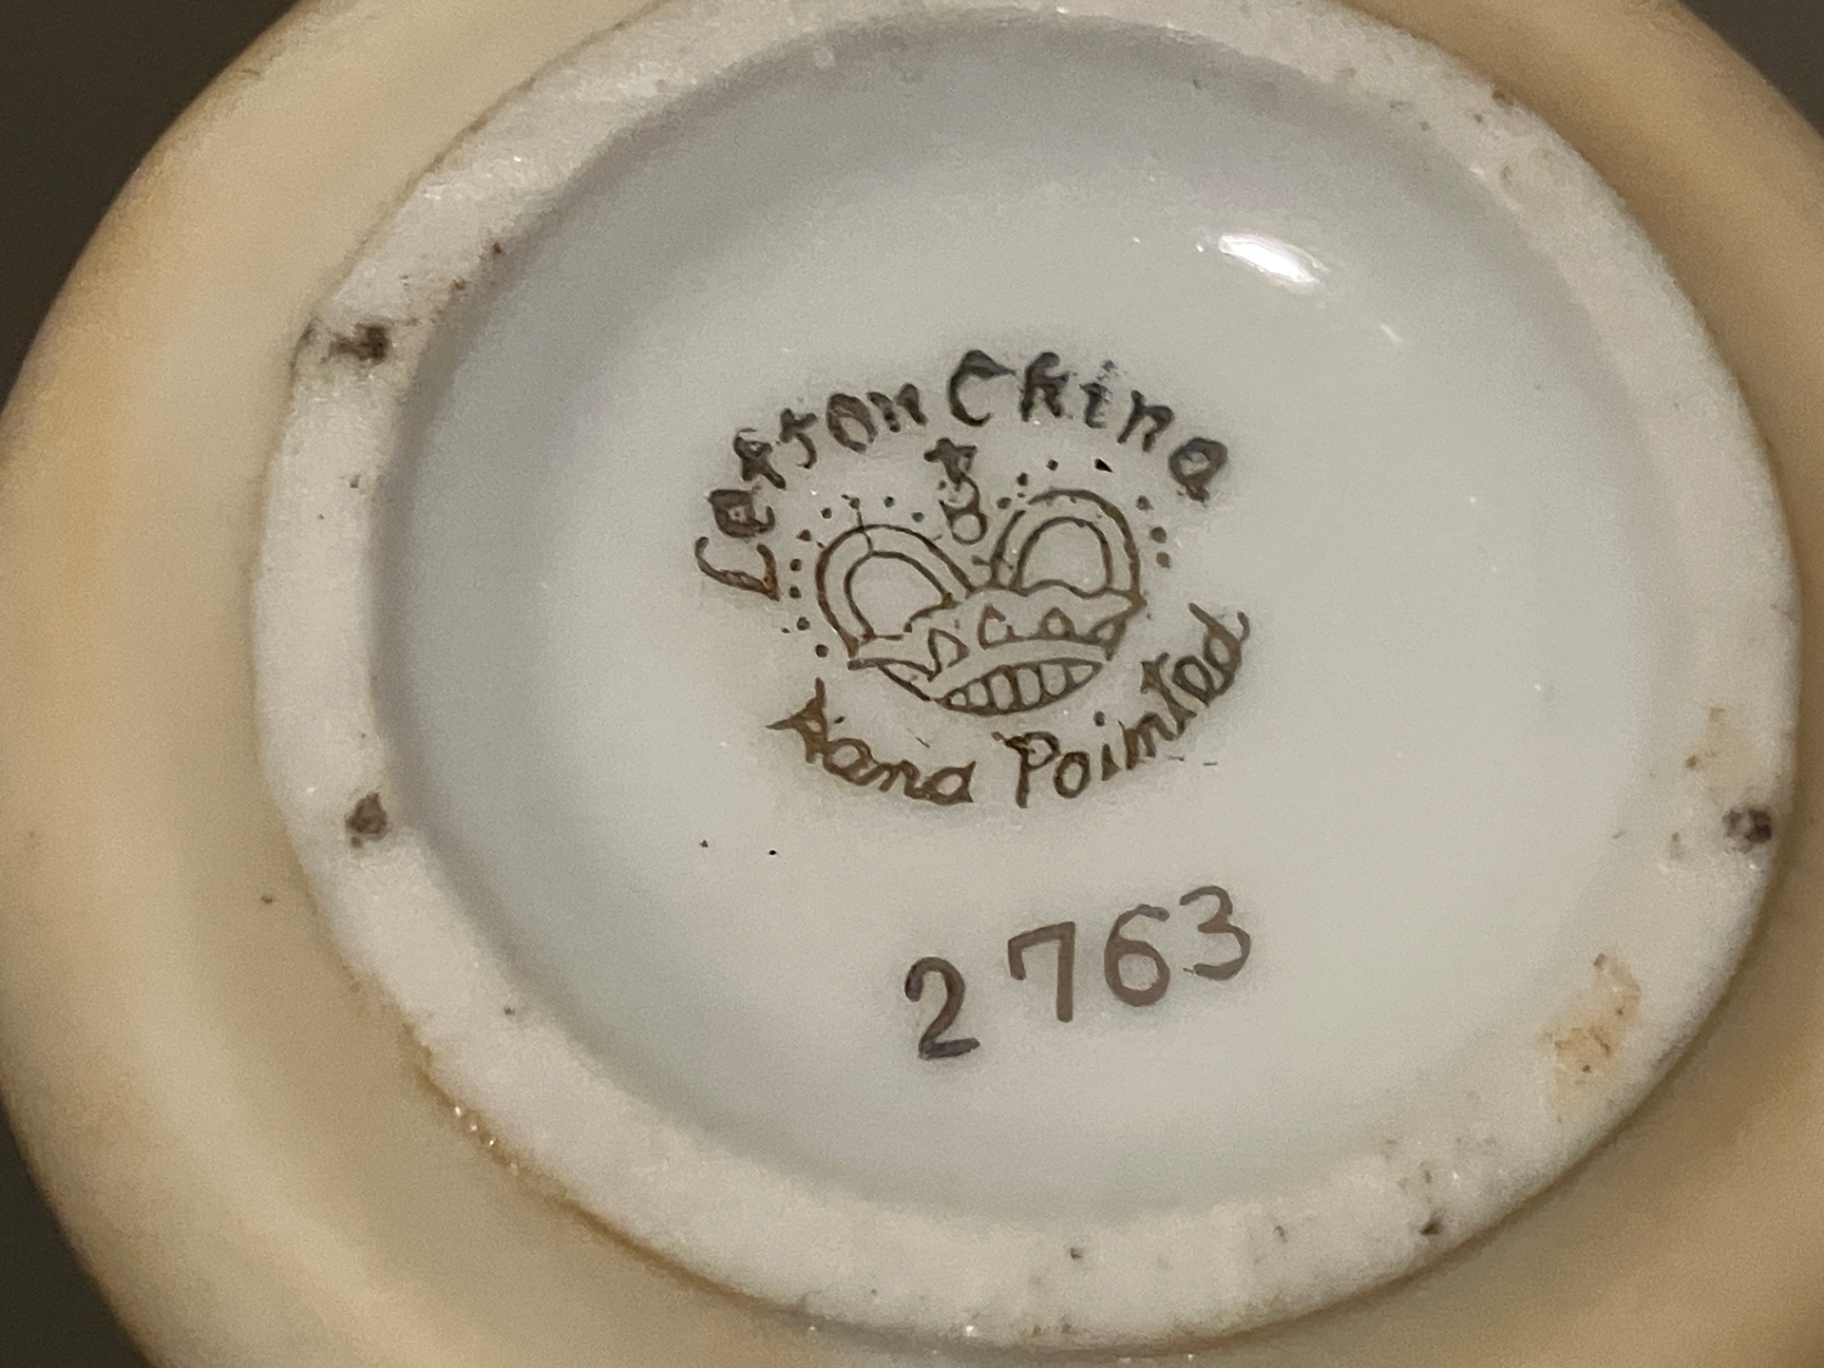 Lefton China
Hand Painted
2763